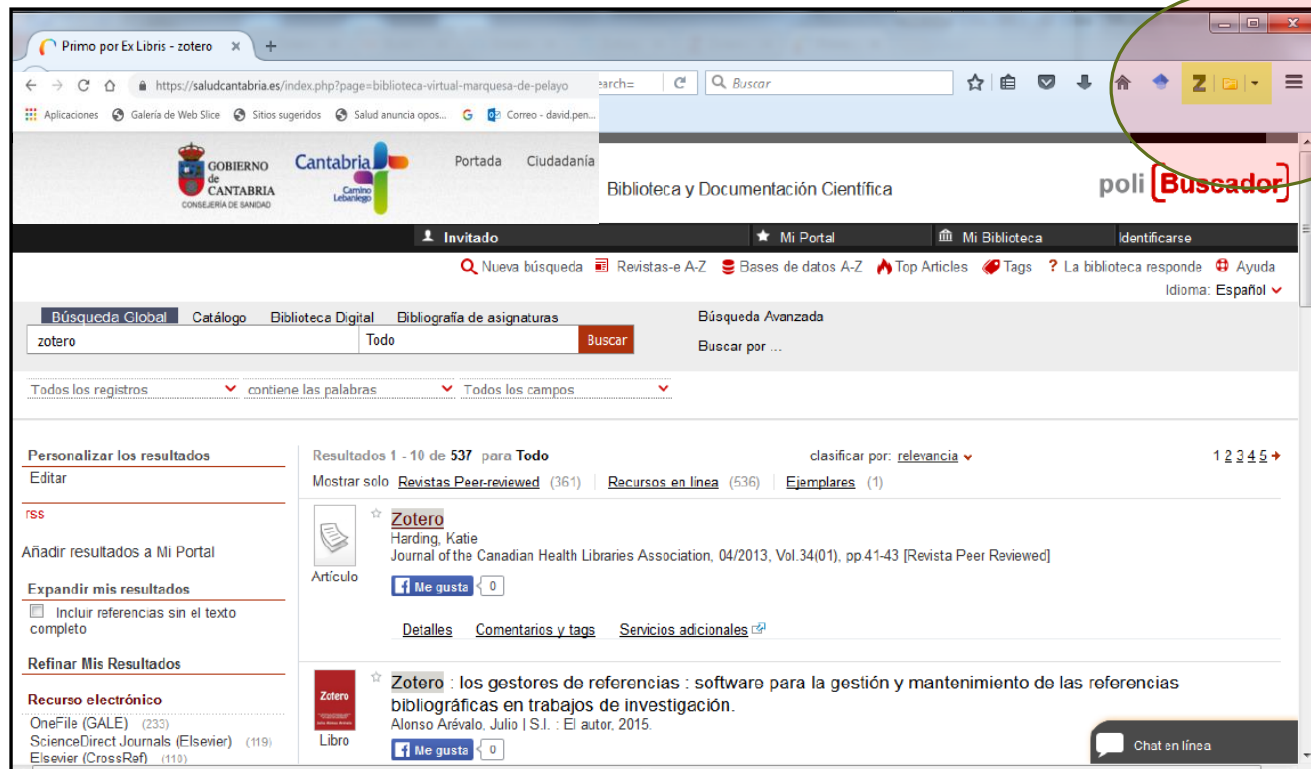 Primo por Ex Libris - zotero
https://saludcantabria.es/index.php?page=biblioteca-virtual-marquesa-de-pelayo
earch=
Buscar
Z
Aplicaciones Galería de Web Slice Sitios sugeridos Salud anuncia opos... Correo - david.pen...
GOBIERNO
de
CANTABRIA
CONSEJERÍA DE SANIDAD
Cantabria
Camino
Lebaniego
Portada Ciudadanía
Biblioteca y Documentación Científica
poli [Buscador]
Invitado Mi Portal Mi Biblioteca Identificarse
Nueva búsqueda Revistas-e A-Z Bases de datos A-Z Top Articles Tags ? La biblioteca responde Ayuda
Idioma: Español
Búsqueda Global Catálogo Biblioteca Digital Bibliografía de asignaturas Búsqueda Avanzada
zotero Todo Buscar
Buscar por ...
Todos los registros contiene las palabras Todos los campos
Personalizar los resultados
Editar
rss
Añadir resultados a Mi Portal
Expandir mis resultados
Incluir referencias sin el texto
completo
Refinar Mis Resultados
Recurso electrónico
OneFile (GALE) (233)
ScienceDirect Journals (Elsevier) (119)
Elsevier (CrossRef) (110)
Resultados 1 - 10 de 537 para Todo clasificar por: relevancia 1 2 3 4 5
Mostrar solo Revistas Peer-reviewed (361) Recursos en línea (536) Ejemplares (1)
Artículo
Zotero
Harding, Katie
Journal of the Canadian Health Libraries Association, 04/2013, Vol.34(01), pp.41-43 [Revista Peer Reviewed]
Me gusta 0
Detalles Comentarios y tags Servicios adicionales
Zotero
Libro
Zotero : los gestores de referencias : software para la gestión y mantenimiento de las referencias
bibliográficas en trabajos de investigación.
Alonso Arévalo, Julio | S.l. : El autor, 2015.
Me gusta 0
Chat en línea